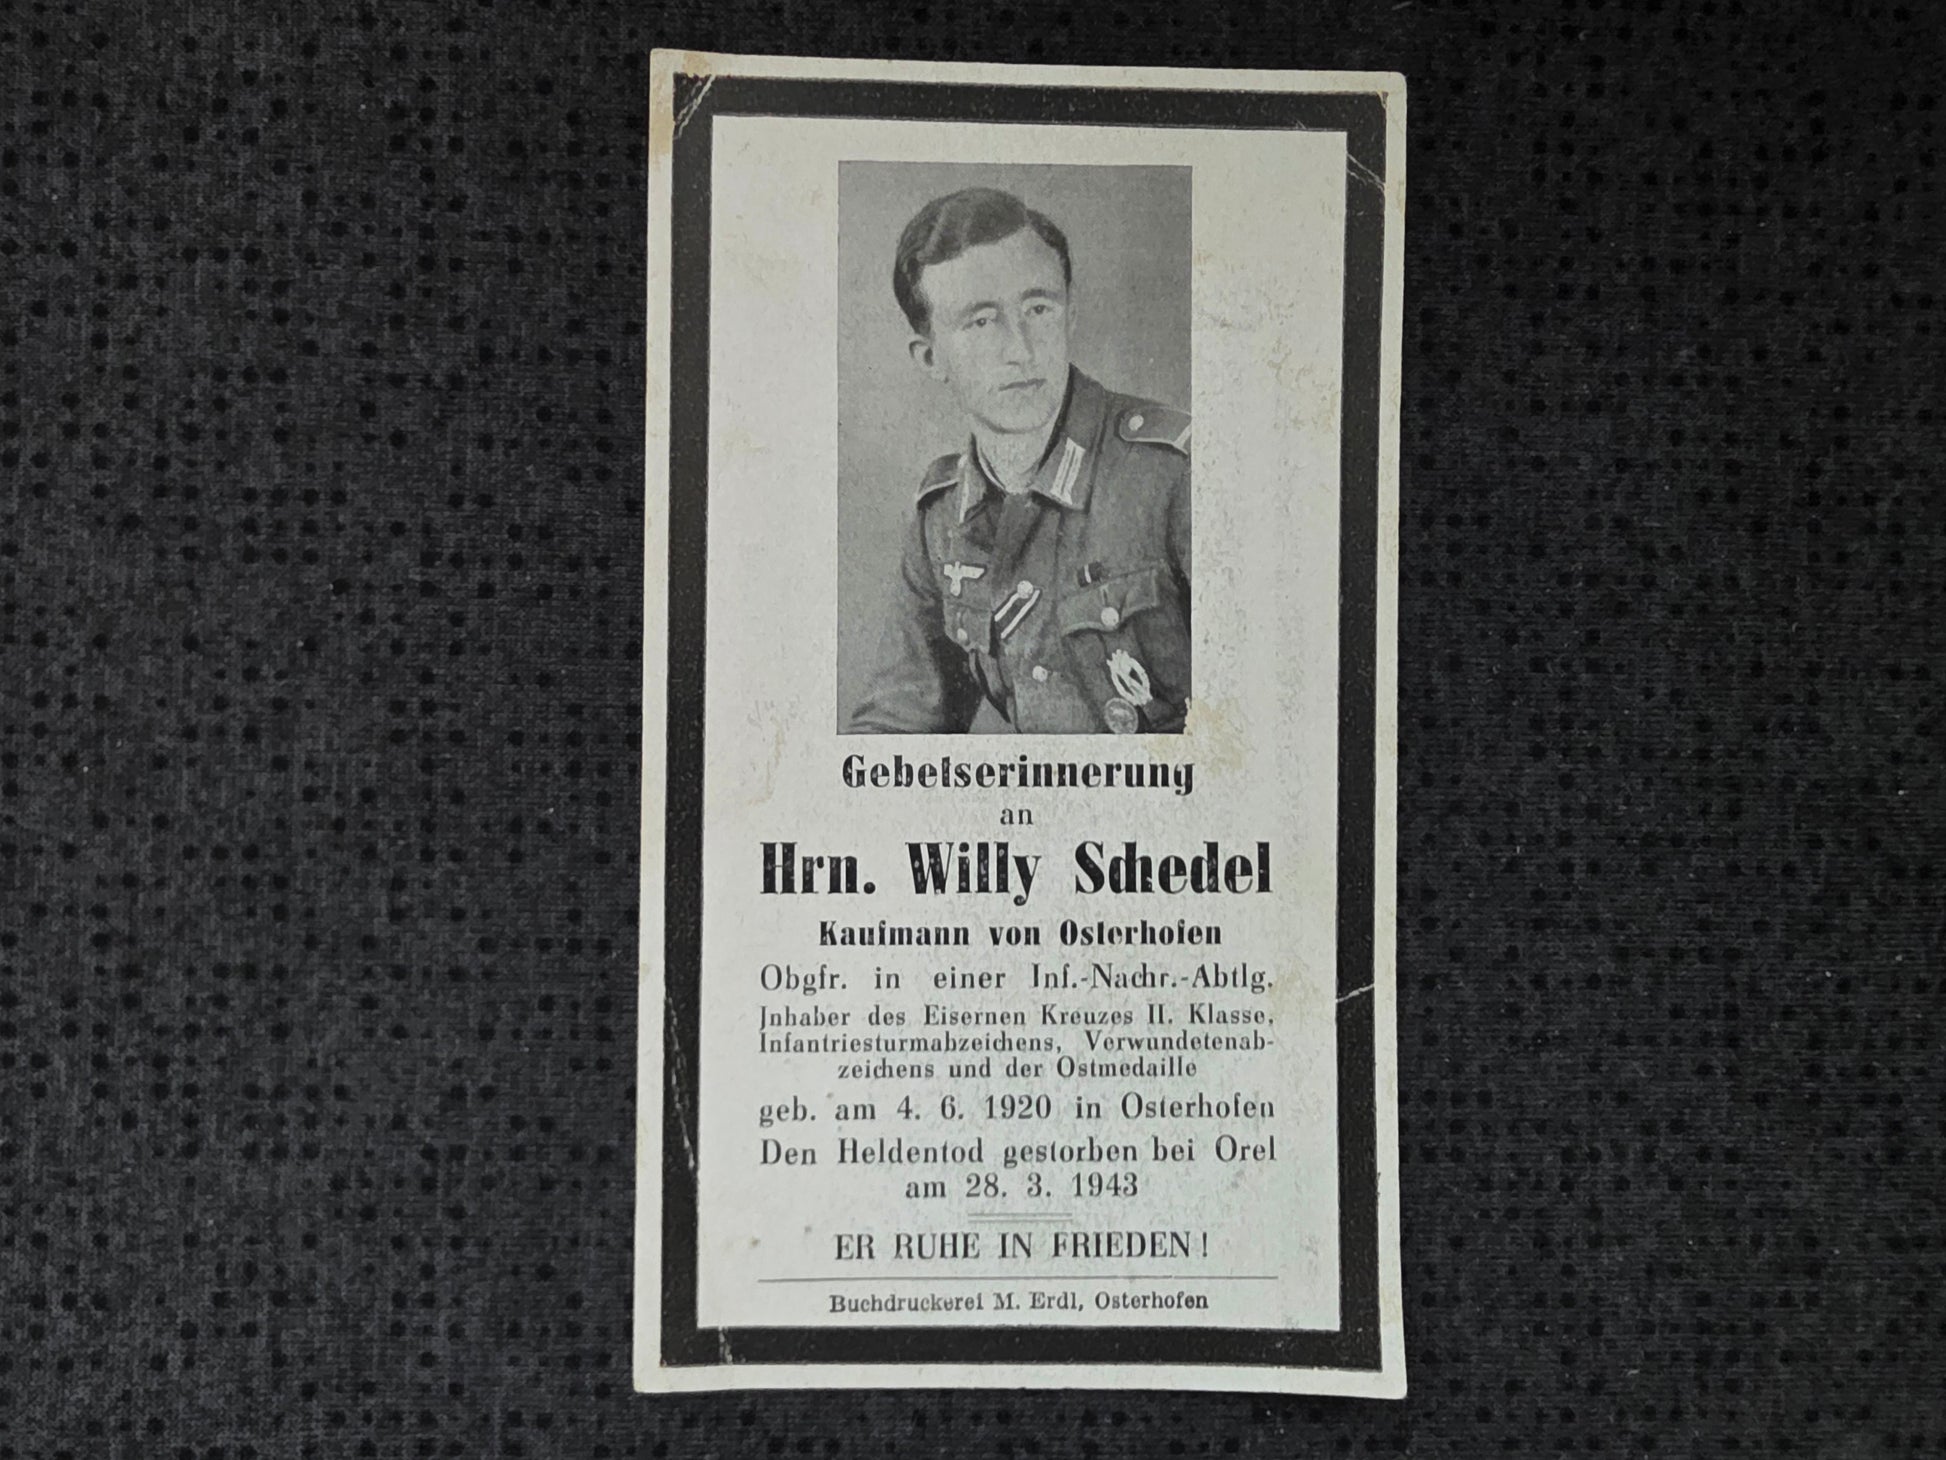 Gebetserinnerung
an
Hrn. Willy Schedel
Kaufmann von Osterhofen
Obgfr. in einer Inf.-Nachr.-Abtlg.
Jnhaber des Eisernen Kreuzes II. Klasse,
Infantriesturmabzeichens, Verwundetenab-
zeichens und der Ostmedaille
geb. am 4. 6. 1920 in Osterhofen
Den Heldentod gestorben bei Orel
am 28. 3. 1943
ER RUHE IN FRIEDEN!
Buchdruckerei M. Erdl, Osterhofen